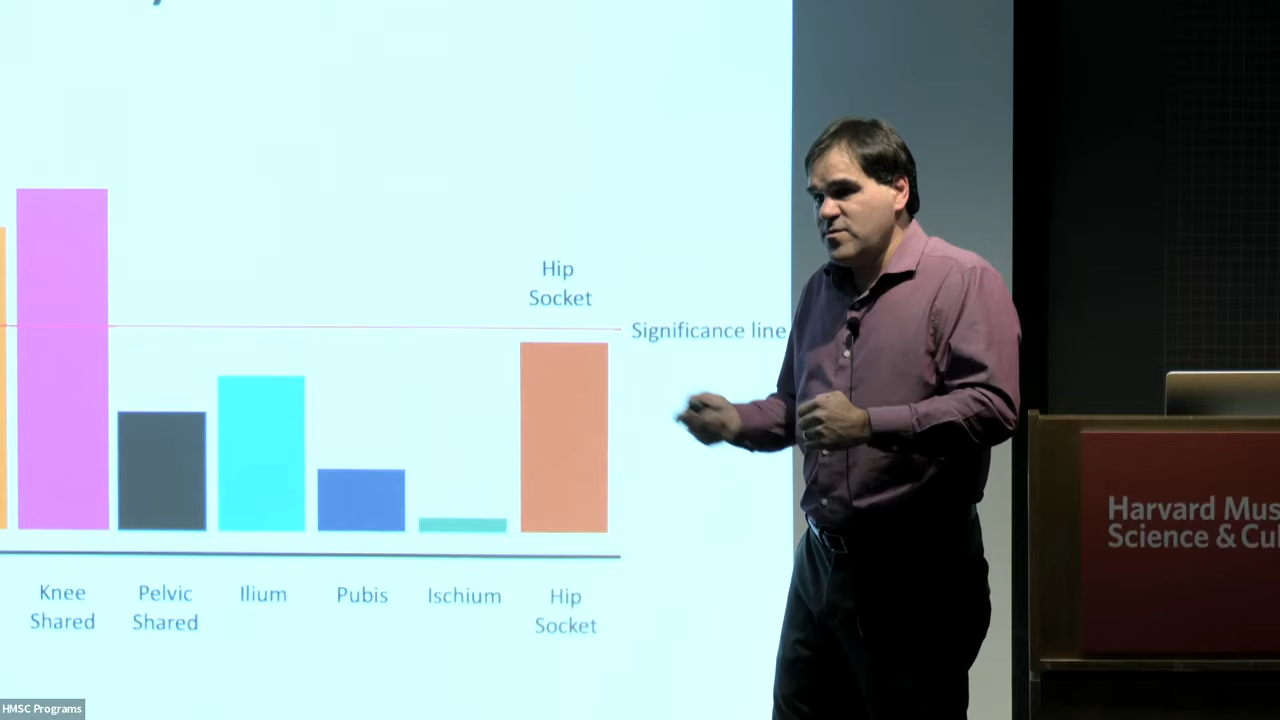 Hip
Socket
Significance line
Knee
Shared
Pelvic
Shared
Ilium
Pubis
Ischium
Hip
Socket
Harvard Mus
Science & Cul
HMSC Programs